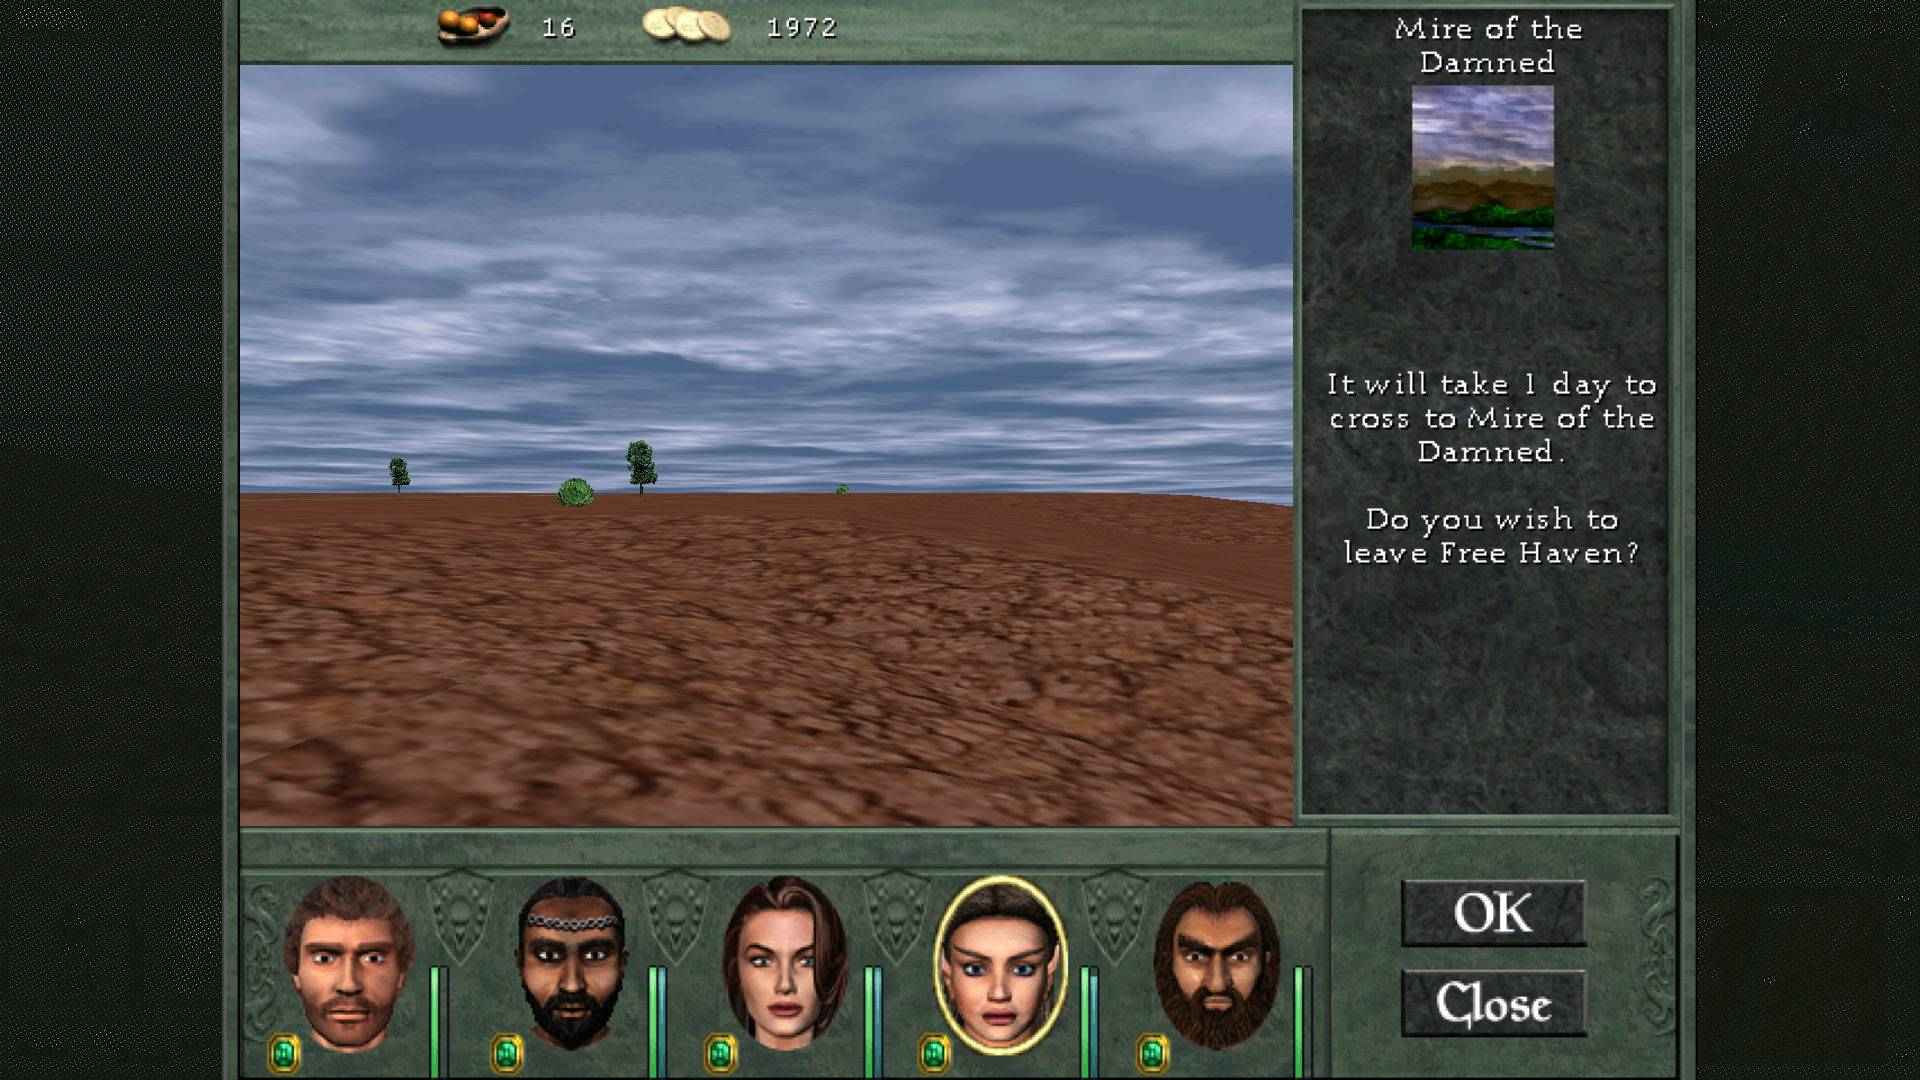 16
1972
Mire of the
Damned
It will take 1 day to
cross to Mire of the
Damned.
Do you wish to
leave Free Haven?
OK
Close